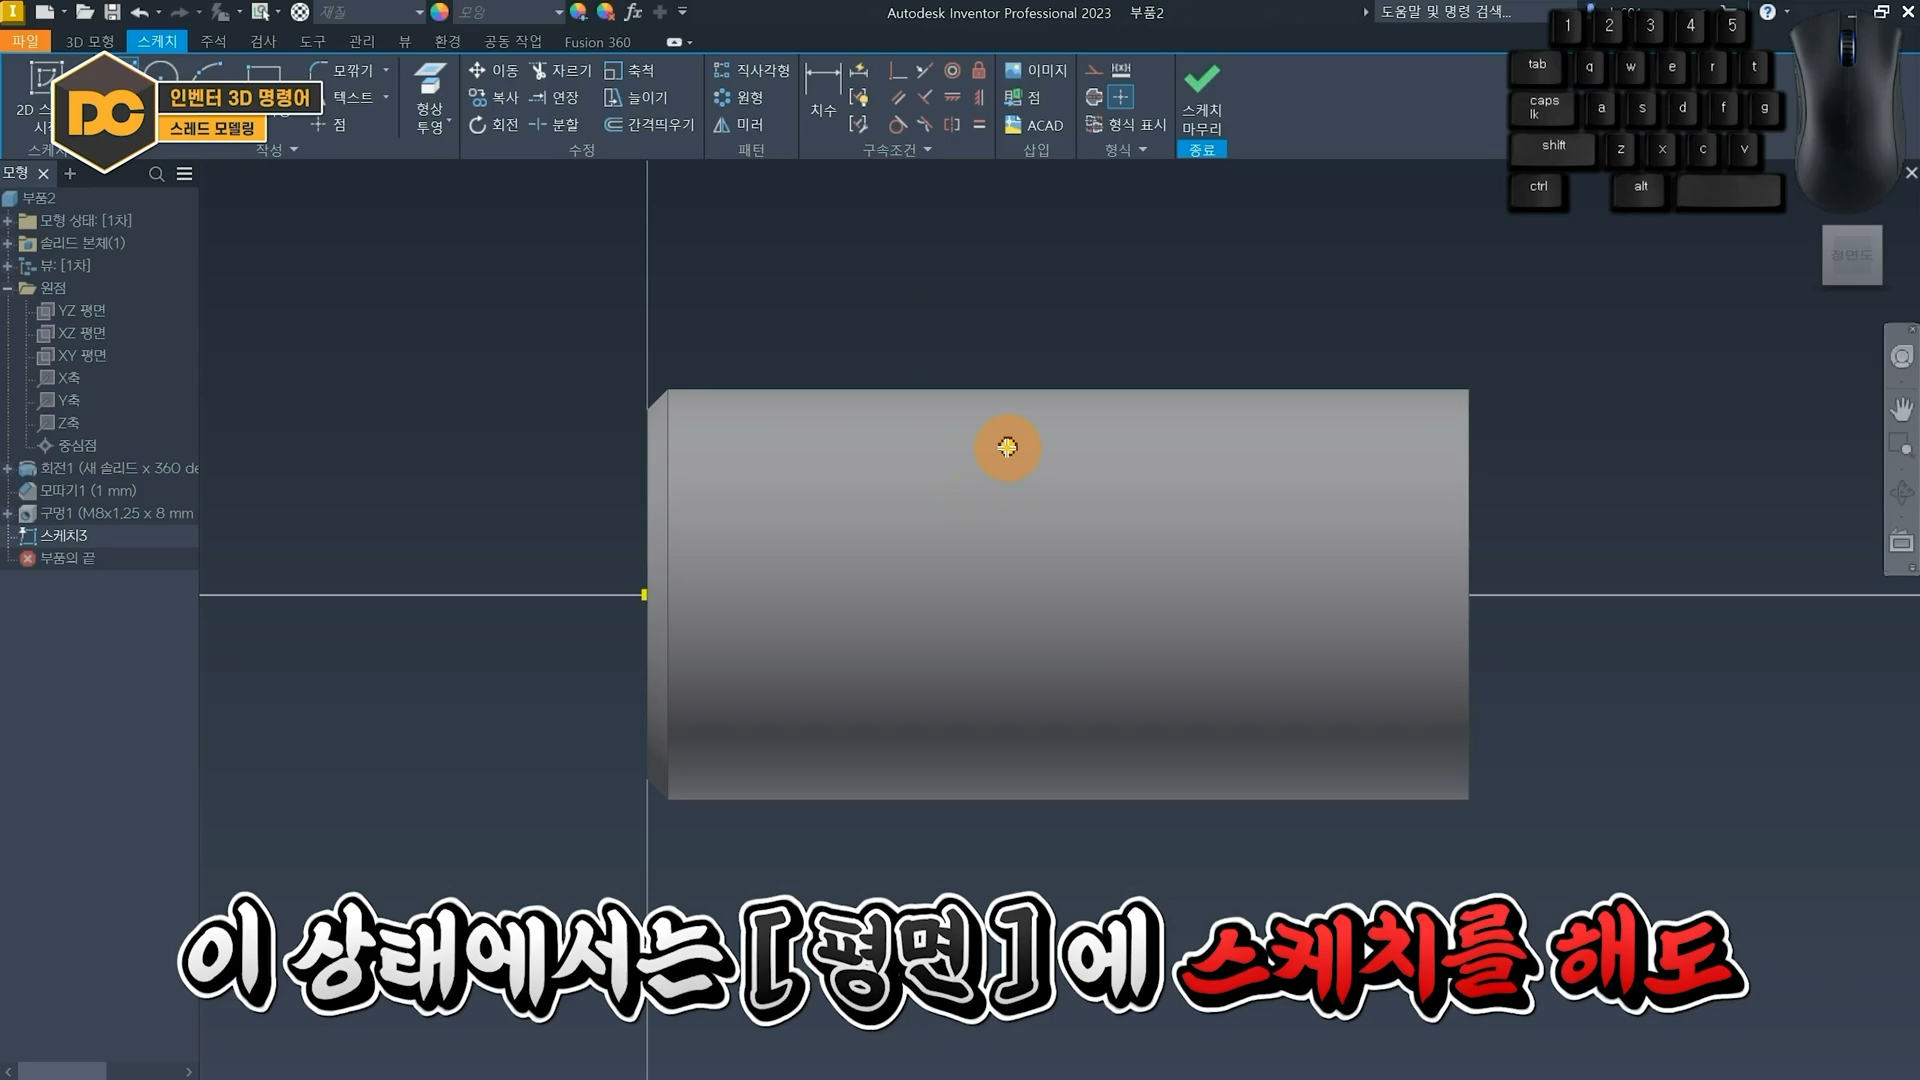 재질
모양
fx
Autodesk Inventor Professional 2023 부품2
도움말 및 명령 검색...
파일 3D 모형 스케치 주석 검사 도구 관리 뷰 환경 공동 작업 Fusion 360
모깎기
텍스트
점
작성
형상
투영
이동 자르기 축척
복사 연장 늘이기
회전 분할 간격띄우기
수정
직사각형
원형
미러
패턴
치수
구속조건
이미지
점
ACAD
삽입
형식 표시
형식
스케치
마무리
종료
DC
인벤터 3D 명령어
스레드 모델링
1 2 3 4 5
tab q w e r t
caps lk a s d f g
shift z x c v
ctrl alt
모형
부품2
모형 상태: [1차]
솔리드 본체(1)
뷰: [1차]
원점
YZ 평면
XZ 평면
XY 평면
X축
Y축
Z축
중심점
회전1 (새 솔리드 x 360 de
모따기1 (1 mm)
구멍1 (M8x1.25 x 8 mm
스케치3
부품의 끝
정면도
이 상태에서는 [평면]에 스케치를 해도